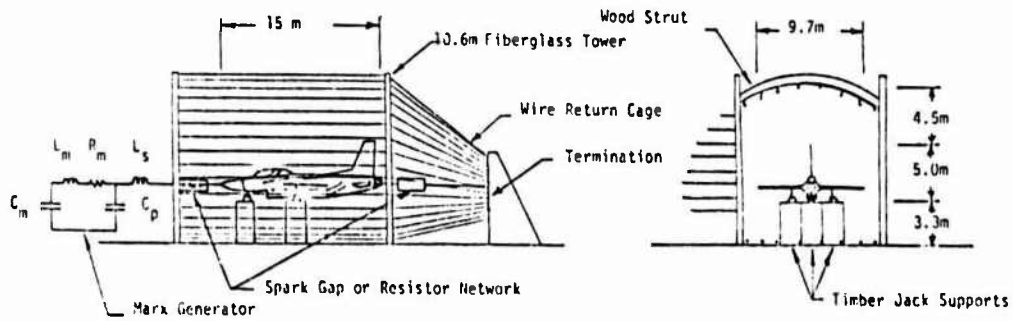 15 m
10.6m Fiberglass Tower
Wood Strut
9.7m
Wire Return Cage
Termination
4.5m
5.0m
3.3m
L_m R_m L_s
C_m C_p
Spark Gap or Resistor Network
Marx Generator
Timber Jack Supports